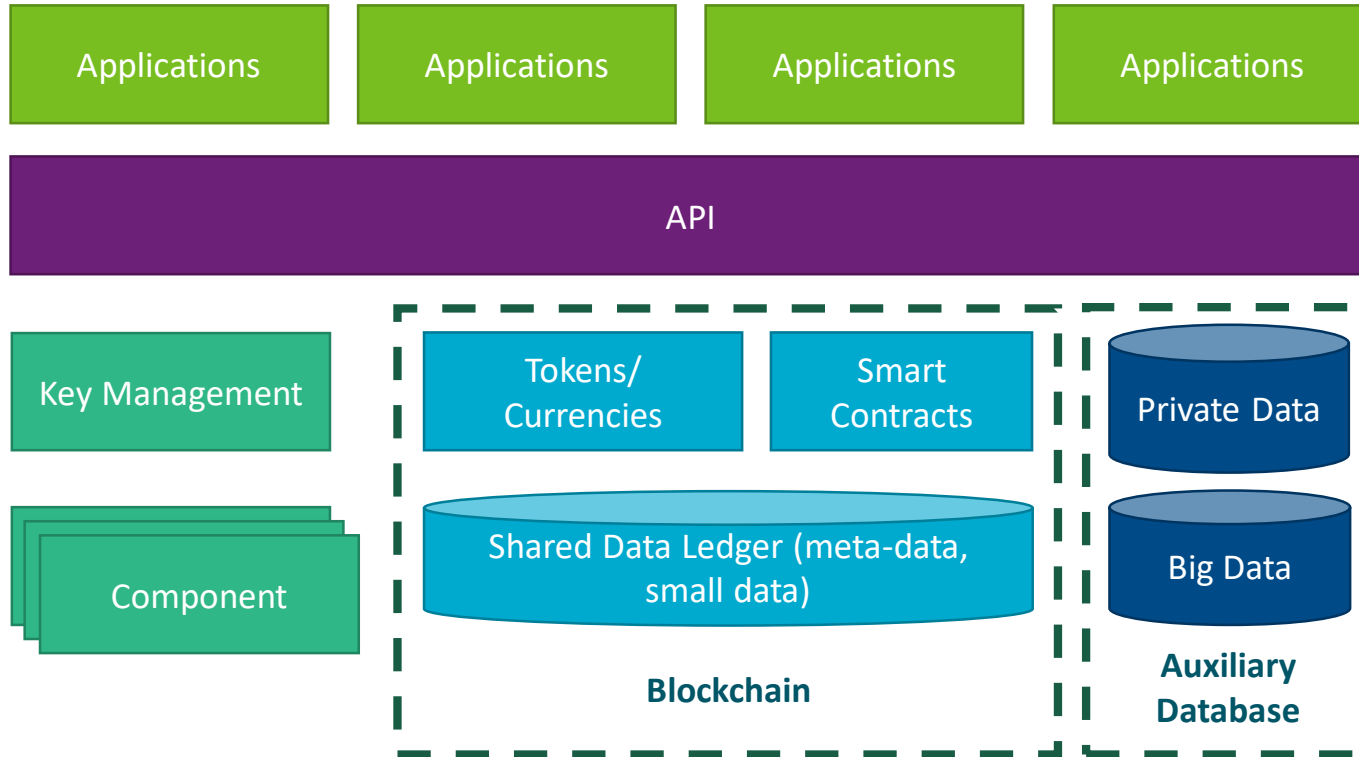 Applications
Applications
Applications
Applications
API
Key Management
Tokens/
Currencies
Smart
Contracts
Private Data
Component
Shared Data Ledger (meta-data,
small data)
Big Data
Blockchain
Auxiliary
Database